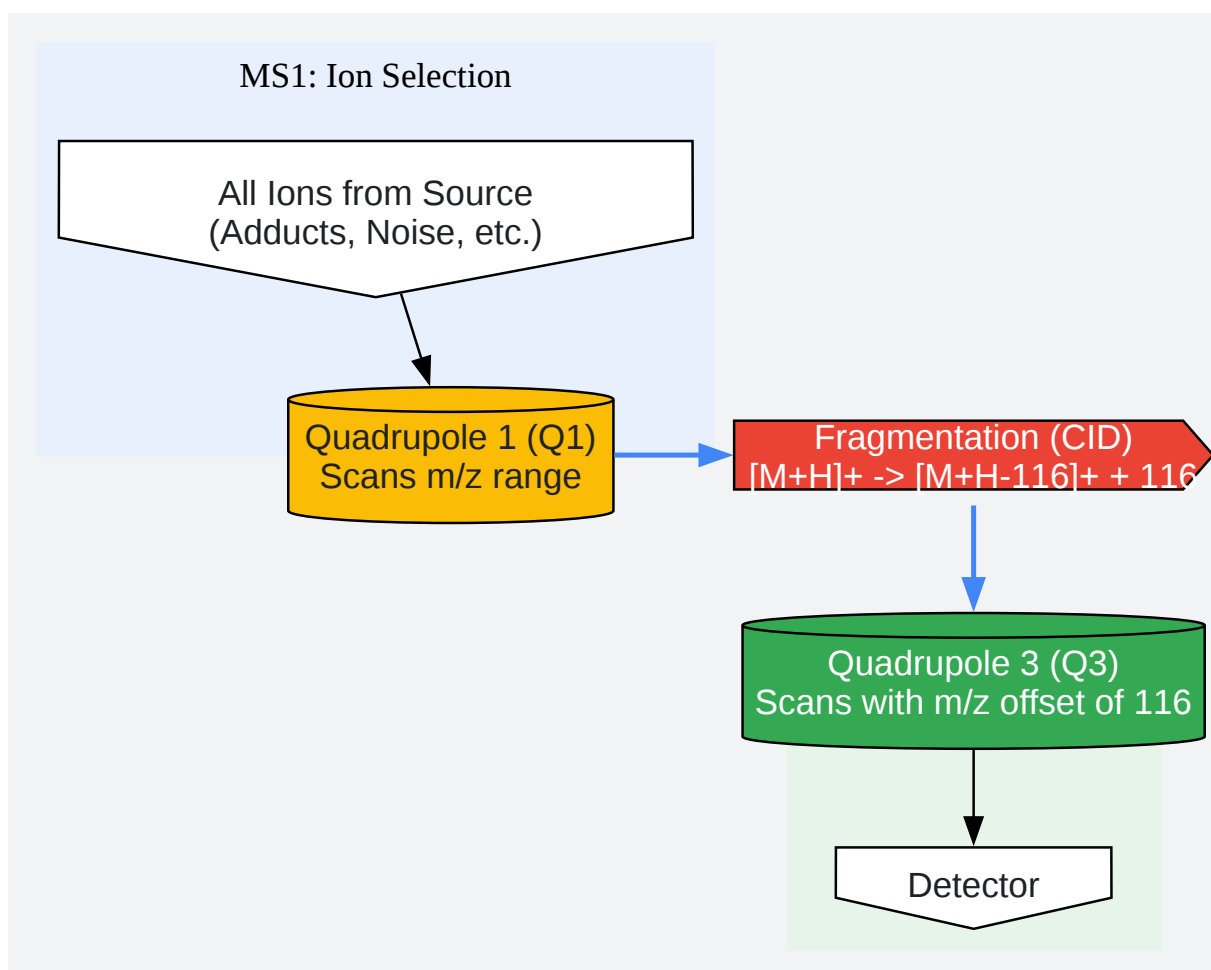 MS1: Ion Selection
All Ions from Source
(Adducts, Noise, etc.)
Quadrupole 1 (Q1)
Scans m/z range
Fragmentation (CID)
[M+H]+ -> [M+H-116]+ + 116
Quadrupole 3 (Q3)
Scans with m/z offset of 116
Detector